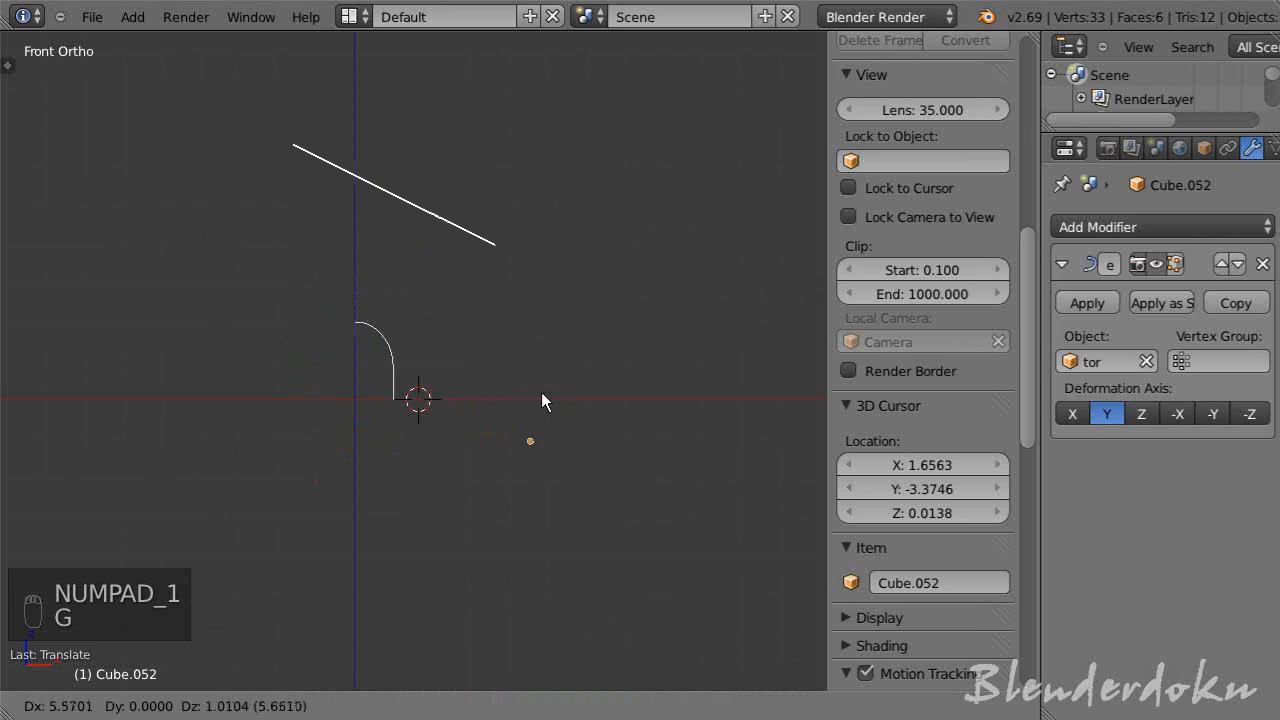 File Add Render Window Help Default Scene Blender Render v2.69 | Verts:33 | Faces:6 | Tris:12 | Objects:
Front Ortho
Delete Frame Convert
View
Lens: 35.000
Lock to Object:
Lock to Cursor
Lock Camera to View
Clip:
Start: 0.100
End: 1000.000
Local Camera:
Camera
Render Border
3D Cursor
Location:
X: 1.6563
Y: -3.3746
Z: 0.0138
Item
Cube.052
Display
Shading
Motion Tracking
View Search All Sce
Scene
RenderLayer
Cube.052
Add Modifier
e
Apply Apply as S Copy
Object: Vertex Group:
tor
Deformation Axis:
X Y Z -X -Y -Z
NUMPAD_1
G
Last: Translate
(1) Cube.052
Dx: 5.5701 Dy: 0.0000 Dz: 1.0104 (5.6610)
Blenderdoku